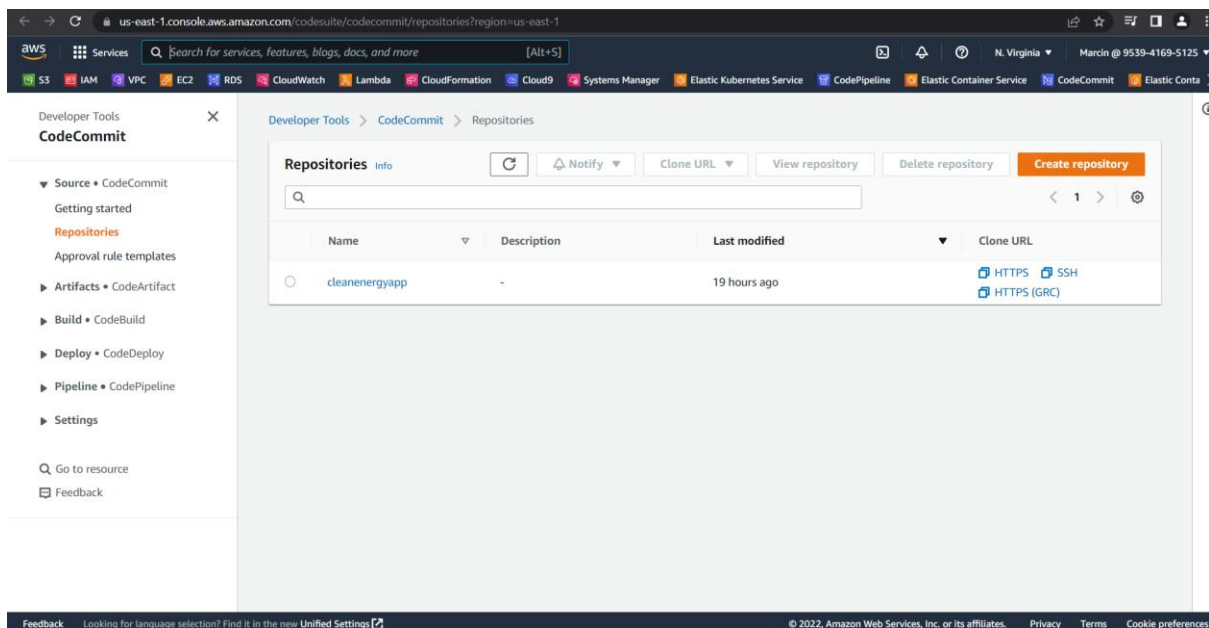 us-east-1.console.aws.amazon.com/codesuite/codecommit/repositories?region=us-east-1
aws Services Search for services, features, blogs, docs, and more [Alt+S] N. Virginia ▼ Marcin @ 9539-4169-5125 ▼
S3 IAM VPC EC2 RDS CloudWatch Lambda CloudFormation Cloud9 Systems Manager Elastic Kubernetes Service CodePipeline Elastic Container Service CodeCommit Elastic Conta
Developer Tools
CodeCommit
Source • CodeCommit
Getting started
Repositories
Approval rule templates
Artifacts • CodeArtifact
Build • CodeBuild
Deploy • CodeDeploy
Pipeline • CodePipeline
Settings
Go to resource
Feedback
Developer Tools > CodeCommit > Repositories
Repositories Info Notify ▼ Clone URL ▼ View repository Delete repository Create repository
< 1 >
Name Description Last modified Clone URL
cleanenergyapp - 19 hours ago HTTPS SSH
HTTPS (GRC)
Feedback Looking for language selection? Find it in the new Unified Settings © 2022, Amazon Web Services, Inc. or its affiliates. Privacy Terms Cookie preferences